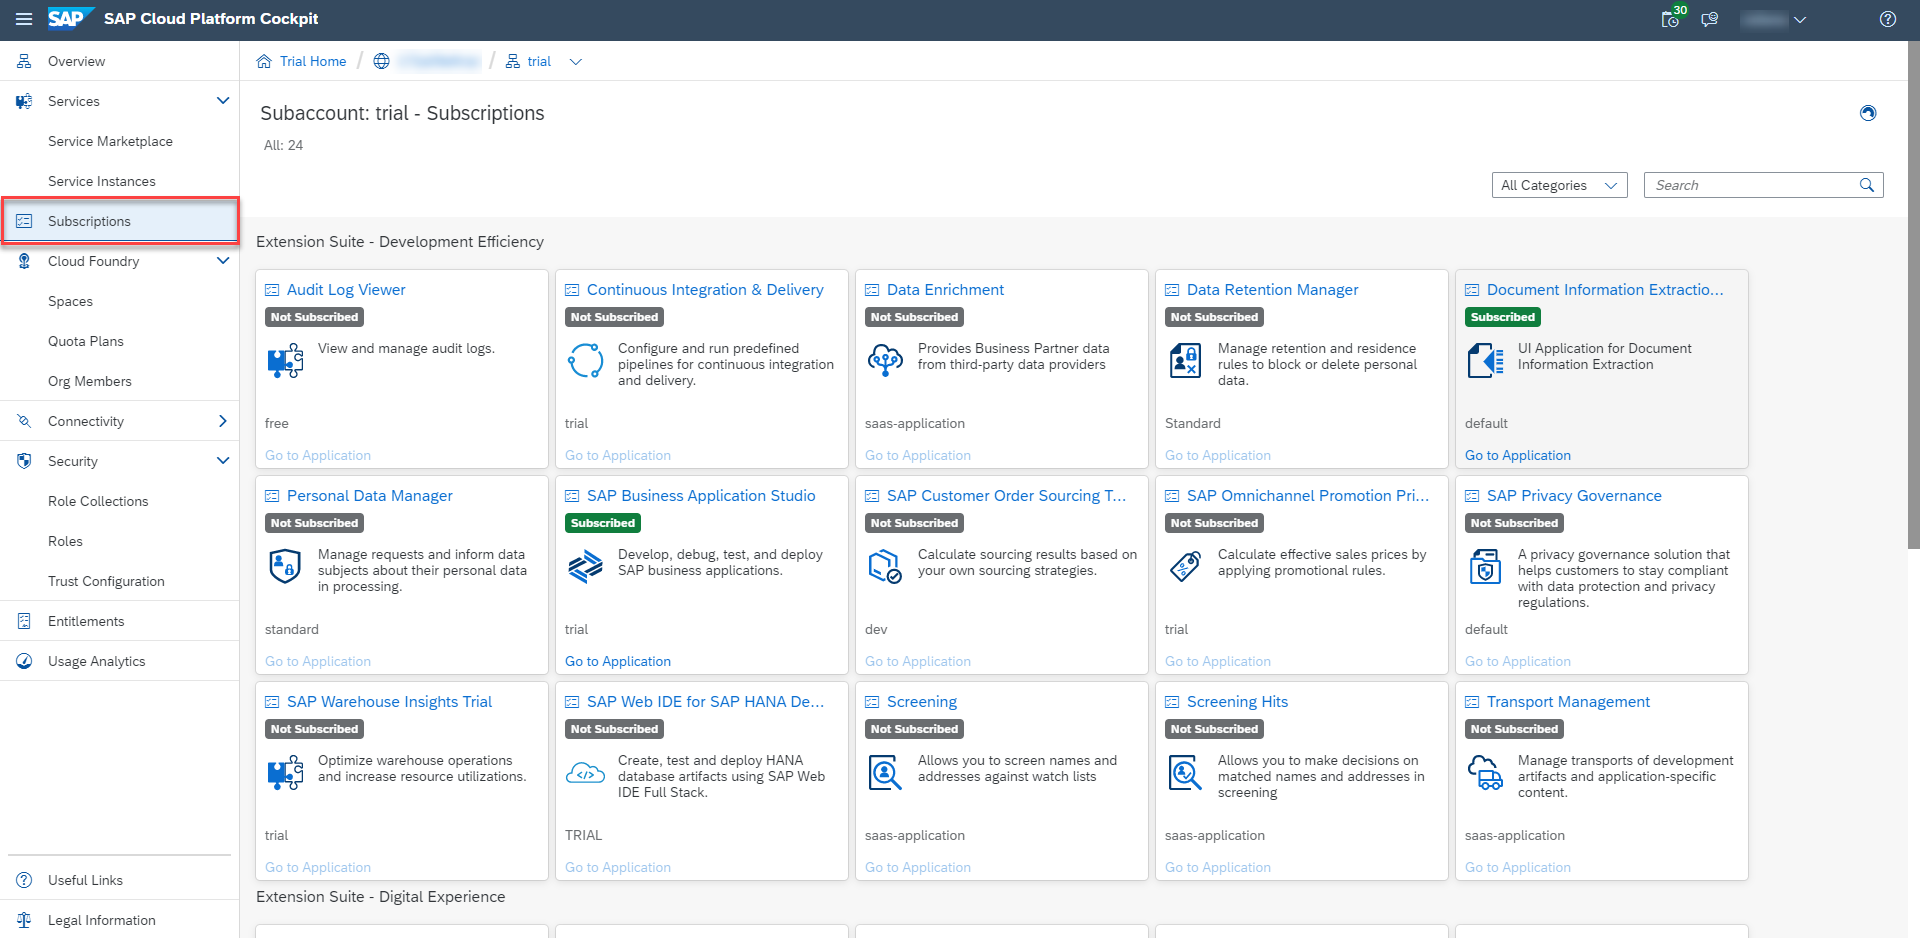 SAP SAP Cloud Platform Cockpit
30
Overview
Services
Service Marketplace
Service Instances
Subscriptions
Cloud Foundry
Spaces
Quota Plans
Org Members
Connectivity
Security
Role Collections
Roles
Trust Configuration
Entitlements
Usage Analytics
Useful Links
Legal Information
Trial Home / / trial
Subaccount: trial - Subscriptions
All: 24
All Categories
Search
Extension Suite - Development Efficiency
Audit Log Viewer
Not Subscribed
View and manage audit logs.
free
Go to Application
Continuous Integration & Delivery
Not Subscribed
Configure and run predefined
pipelines for continuous integration
and delivery.
trial
Go to Application
Data Enrichment
Not Subscribed
Provides Business Partner data
from third-party data providers
saas-application
Go to Application
Data Retention Manager
Not Subscribed
Manage retention and residence
rules to block or delete personal
data.
Standard
Go to Application
Document Information Extractio...
Subscribed
UI Application for Document
Information Extraction
default
Go to Application
Personal Data Manager
Not Subscribed
Manage requests and inform data
subjects about their personal data
in processing.
standard
Go to Application
SAP Business Application Studio
Subscribed
Develop, debug, test, and deploy
SAP business applications.
trial
Go to Application
SAP Customer Order Sourcing T...
Not Subscribed
Calculate sourcing results based on
your own sourcing strategies.
dev
Go to Application
SAP Omnichannel Promotion Pri...
Not Subscribed
Calculate effective sales prices by
applying promotional rules.
trial
Go to Application
SAP Privacy Governance
Not Subscribed
A privacy governance solution that
helps customers to stay compliant
with data protection and privacy
regulations.
default
Go to Application
SAP Warehouse Insights Trial
Not Subscribed
Optimize warehouse operations
and increase resource utilizations.
trial
Go to Application
SAP Web IDE for SAP HANA De...
Not Subscribed
Create, test and deploy HANA
database artifacts using SAP Web
IDE Full Stack.
TRIAL
Go to Application
Screening
Not Subscribed
Allows you to screen names and
addresses against watch lists
saas-application
Go to Application
Screening Hits
Not Subscribed
Allows you to make decisions on
matched names and addresses in
screening
saas-application
Go to Application
Transport Management
Not Subscribed
Manage transports of development
artifacts and application-specific
content.
saas-application
Go to Application
Extension Suite - Digital Experience